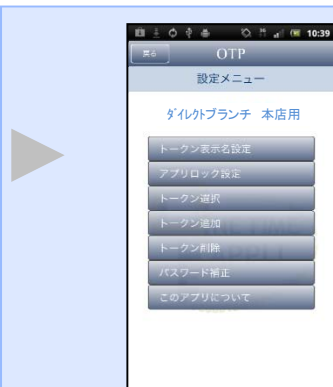 10:39
戻る
OTP
設定メニュー
ﾀﾞｲﾚｸﾄブランチ 本店用
トークン表示名設定
アプリロック設定
トークン選択
トークン追加
トークン削除
パスワード補正
このアプリについて